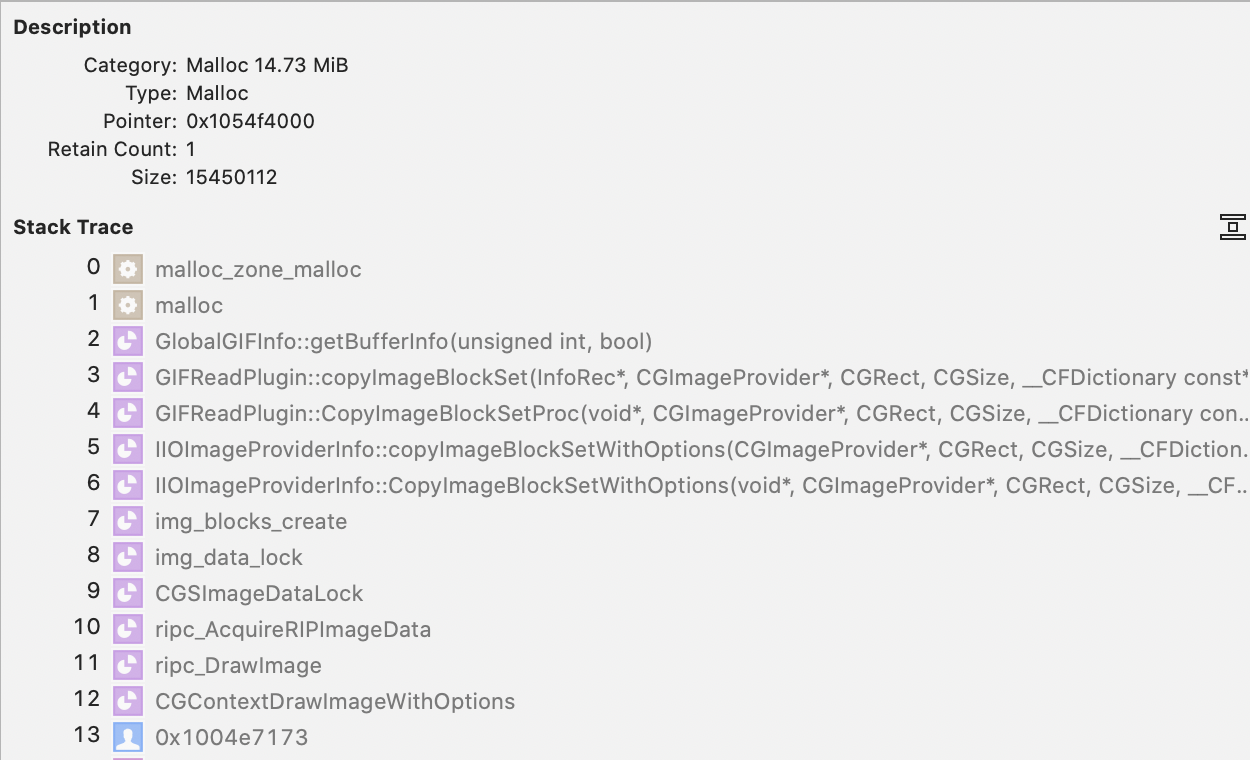 Description
Category: Malloc 14.73 MiB
Type: Malloc
Pointer: 0x1054f4000
Retain Count: 1
Size: 15450112
Stack Trace
0 malloc_zone_malloc
1 malloc
2 GlobalGIFInfo::getBufferInfo(unsigned int, bool)
3 GIFReadPlugin::copyImageBlockSet(InfoRec*, CGImageProvider*, CGRect, CGSize, __CFDictionary const*
4 GIFReadPlugin::CopyImageBlockSetProc(void*, CGImageProvider*, CGRect, CGSize, __CFDictionary con...
5 IIOImageProviderInfo::copyImageBlockSetWithOptions(CGImageProvider*, CGRect, CGSize, __CFDiction...
6 IIOImageProviderInfo::CopyImageBlockSetWithOptions(void*, CGImageProvider*, CGRect, CGSize, __CF...
7 img_blocks_create
8 img_data_lock
9 CGSImageDataLock
10 ripc_AcquireRIPImageData
11 ripc_DrawImage
12 CGContextDrawImageWithOptions
13 0x1004e7173